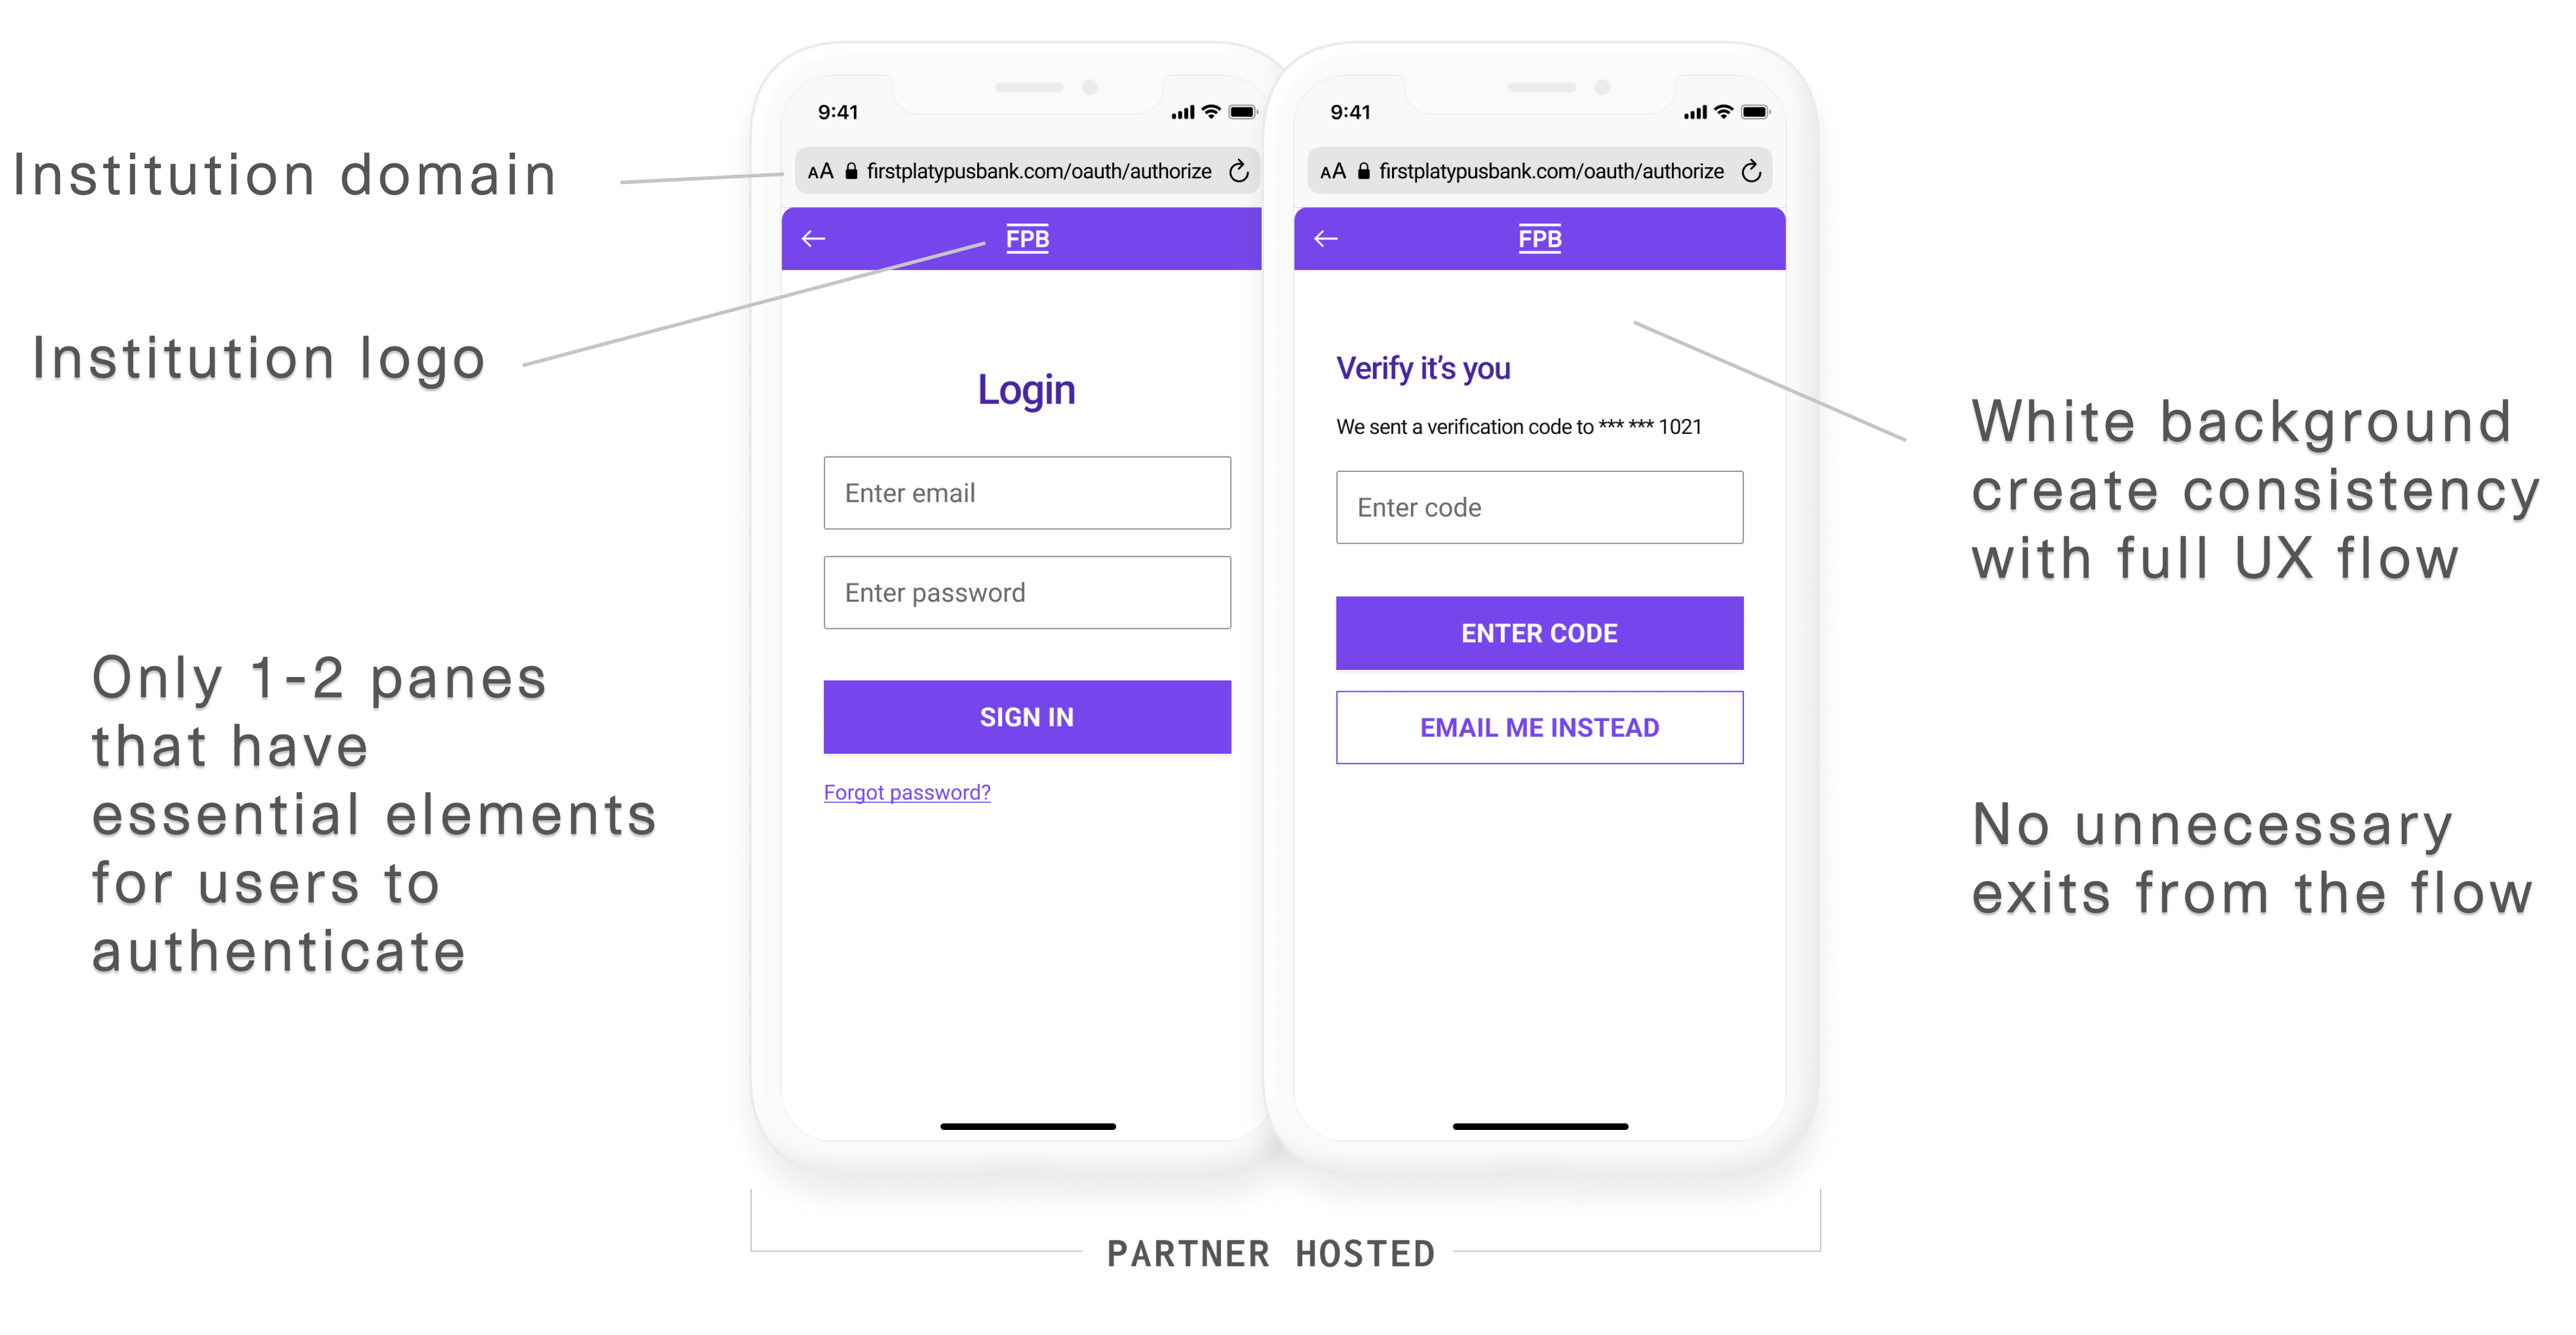 Institution domain
Institution logo
Only 1-2 panes
that have
essential elements
for users to
authenticate
9:41
AA firstplatypusbank.com/oauth/authorize
FPB
Login
Enter email
Enter password
SIGN IN
Forgot password?
9:41
AA firstplatypusbank.com/oauth/authorize
FPB
Verify it’s you
We sent a verification code to *** *** 1021
Enter code
ENTER CODE
EMAIL ME INSTEAD
White background
create consistency
with full UX flow
No unnecessary
exits from the flow
PARTNER HOSTED